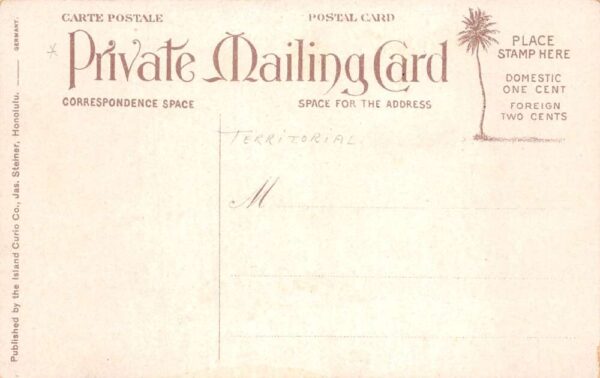 CARTE POSTALE
POSTAL CARD
Private Mailing Card
CORRESPONDENCE SPACE
SPACE FOR THE ADDRESS
PLACE
STAMP HERE
DOMESTIC
ONE CENT
FOREIGN
TWO CENTS
TERRITORIAL
M
Published by the Island Curio Co., Jas. Steiner, Honolulu.
GERMANY.